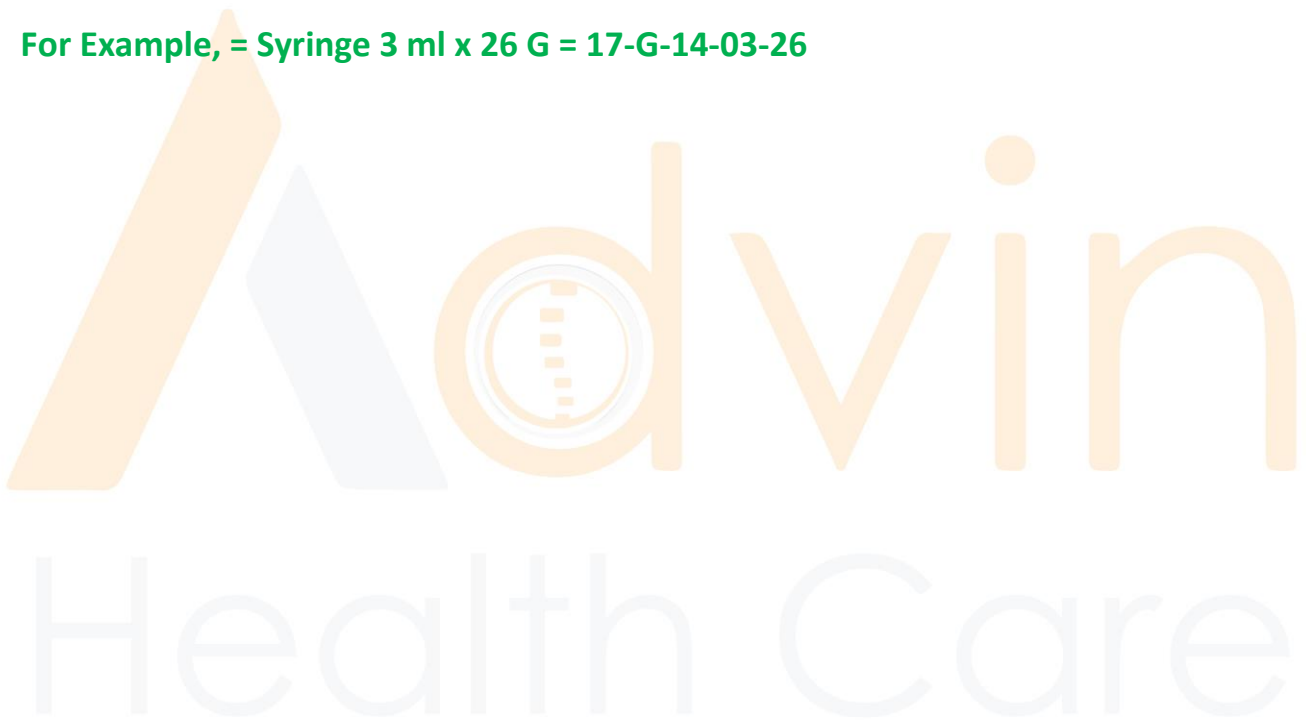 For Example, = Syringe 3 ml x 26 G = 17-G-14-03-26
Advin
Health Care